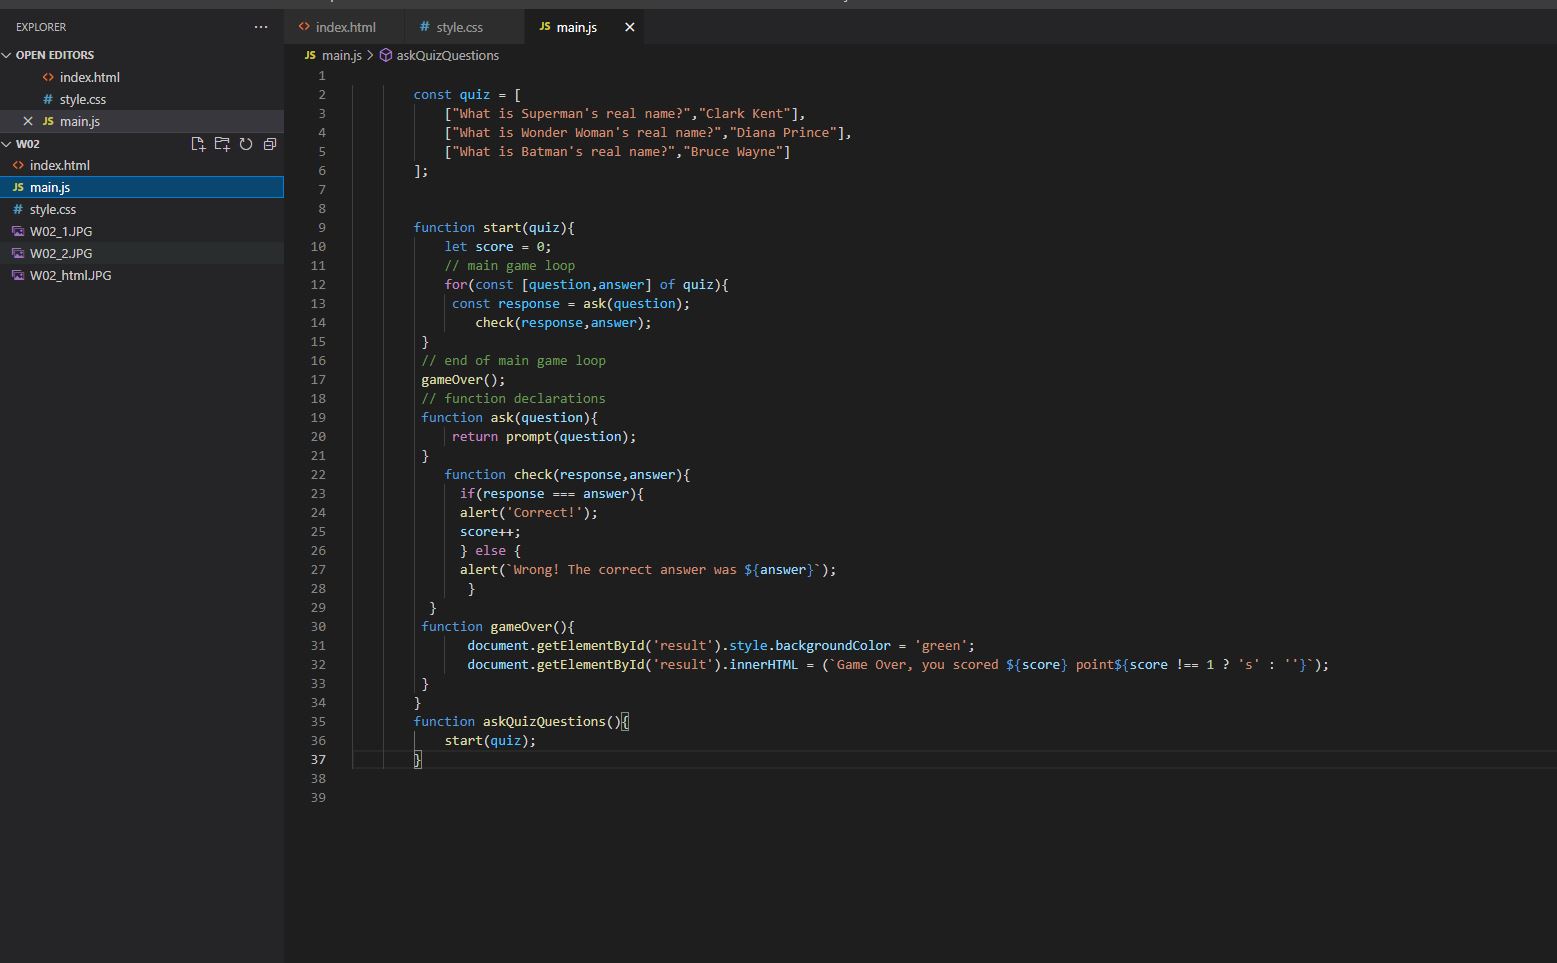 EXPLORER
OPEN EDITORS
index.html
style.css
main.js
W02
index.html
main.js
style.css
W02_1.JPG
W02_2.JPG
W02_html.JPG
index.html style.css JS main.js
JS main.js > askQuizQuestions
1
2 const quiz = [
3 ["What is Superman's real name?","Clark Kent"],
4 ["What is Wonder Woman's real name?","Diana Prince"],
5 ["What is Batman's real name?","Bruce Wayne"]
6 ];
7
8
9 function start(quiz){
10 let score = 0;
11 // main game loop
12 for(const [question,answer] of quiz){
13 const response = ask(question);
14 check(response,answer);
15 }
16 // end of main game loop
17 gameOver();
18 // function declarations
19 function ask(question){
20 return prompt(question);
21 }
22 function check(response,answer){
23 if(response === answer){
24 alert('Correct!');
25 score++;
26 } else {
27 alert(`Wrong! The correct answer was ${answer}`);
28 }
29 }
30 function gameOver(){
31 document.getElementById('result').style.backgroundColor = 'green';
32 document.getElementById('result').innerHTML = (`Game Over, you scored ${score} point${score !== 1 ? 's' : ''}`);
33 }
34 }
35 function askQuizQuestions(){
36 start(quiz);
37 }
38
39